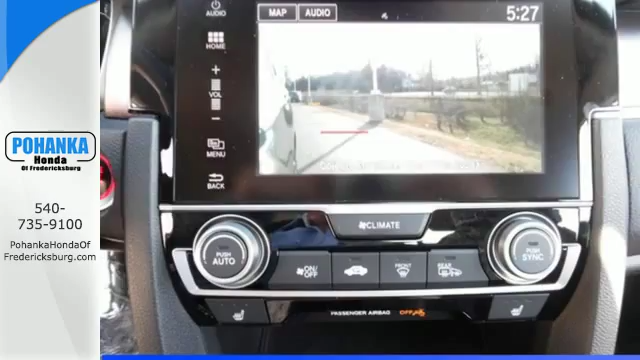 POHANKA
Honda
Of Fredericksburg
540-
735-9100
PohankaHondaOf
Fredericksburg.com
AUDIO
HOME
+
VOL
−
MENU
BACK
MAP
AUDIO
5:27
CLIMATE
PUSH
AUTO
ON/
OFF
FRONT
REAR
PUSH
SYNC
PASSENGER AIRBAG
OFF